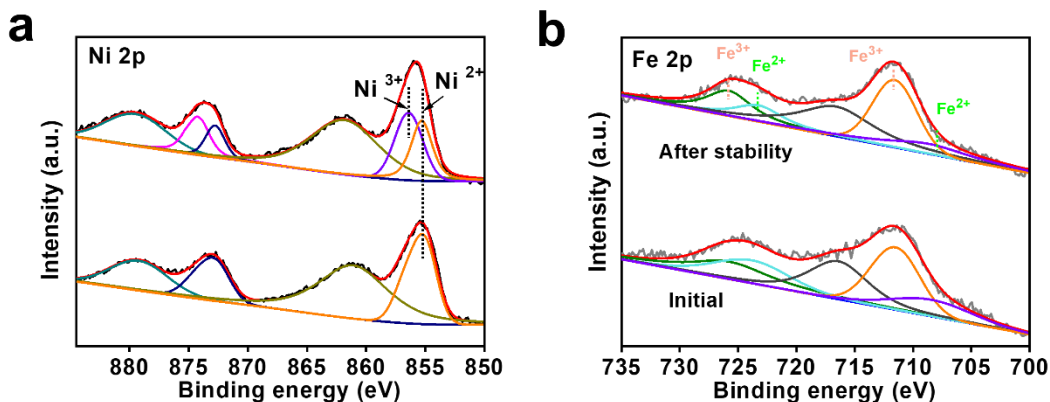 a
Ni 2p
Ni 3+
Ni 2+
Intensity (a.u.)
880 875 870 865 860 855 850
Binding energy (eV)
b
Fe 2p
Fe3+
Fe2+
Fe3+
Fe2+
After stability
Initial
Intensity (a.u.)
735 730 725 720 715 710 705 700
Binding energy (eV)